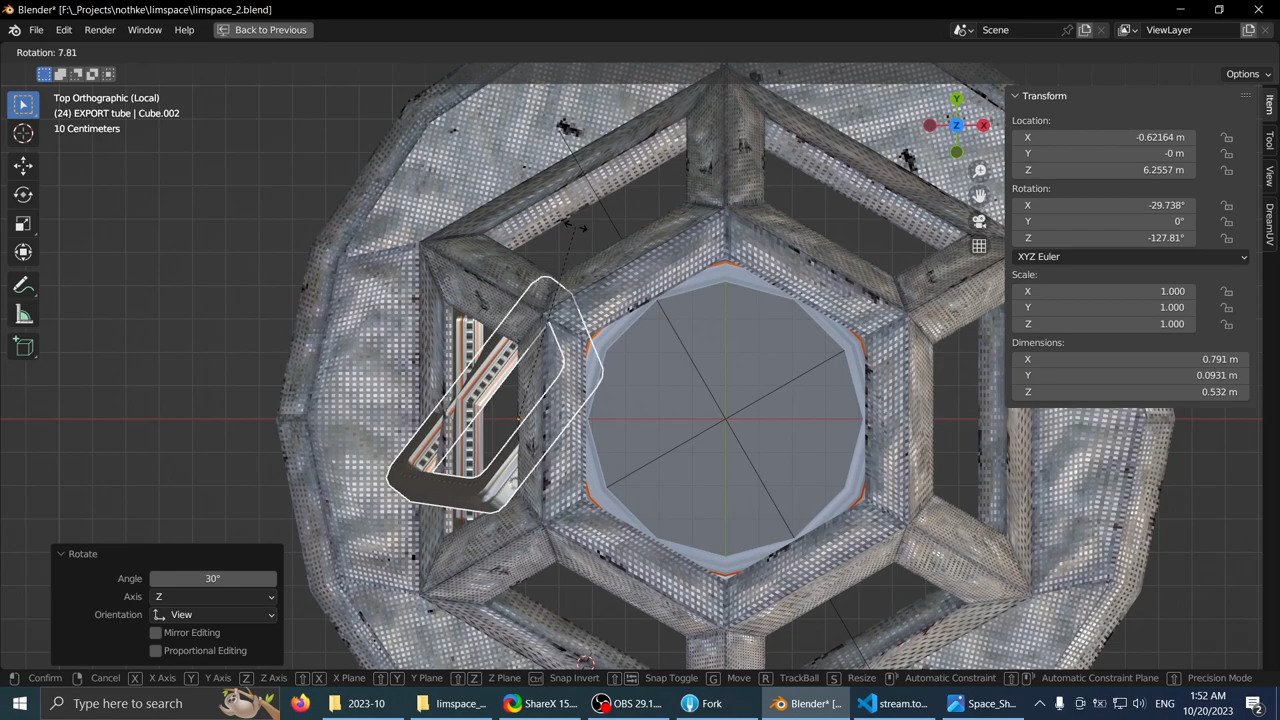 Blender* [F:\_Projects\nothke\limspace\limspace_2.blend]
File Edit Render Window Help Back to Previous Scene ViewLayer
Rotation: 7.81
Options
Top Orthographic (Local)
(24) EXPORT tube | Cube.002
10 Centimeters
Y
Z
X
Transform
Location:
X -0.62164 m
Y -0 m
Z 6.2557 m
Rotation:
X -29.738°
Y 0°
Z -127.81°
XYZ Euler
Scale:
X 1.000
Y 1.000
Z 1.000
Dimensions:
X 0.791 m
Y 0.0931 m
Z 0.532 m
Item
Tool
View
DreamUV
Rotate
Angle 30°
Axis Z
Orientation View
Mirror Editing
Proportional Editing
Confirm Cancel X X Axis Y Y Axis Z Z Axis X X Plane Y Y Plane Z Z Plane Ctrl Snap Invert Snap Toggle G Move R TrackBall S Resize Automatic Constraint Automatic Constraint Plane Precision Mode
Type here to search 2023-10 limspace_... ShareX 15.... OBS 29.1.... Fork Blender* [... stream.to... Space_Sh... 1:52 AM
10/20/2023 2